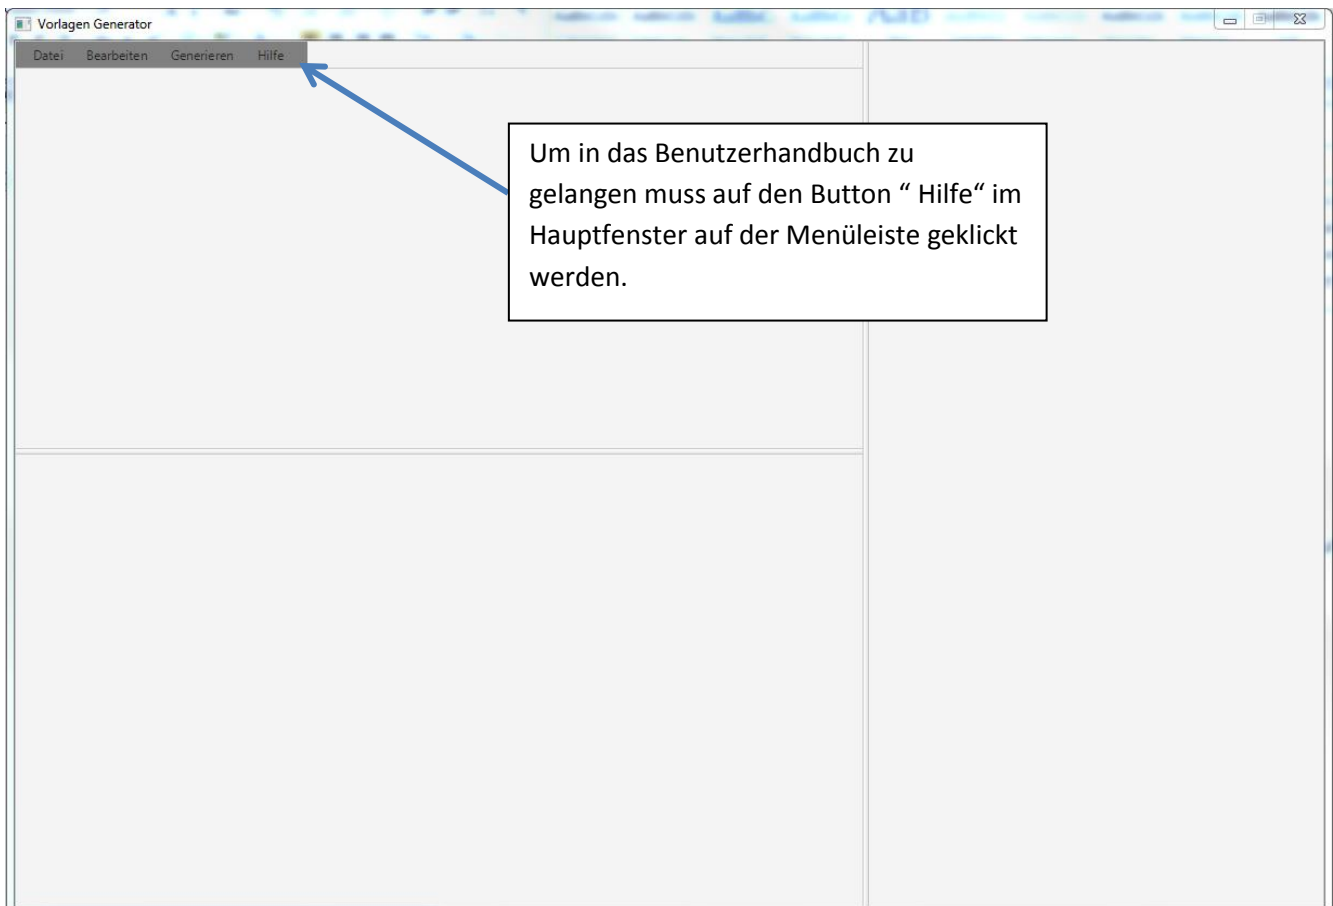 Vorlagen Generator
Datei Bearbeiten Generieren Hilfe
Um in das Benutzerhandbuch zu
gelangen muss auf den Button “ Hilfe“ im
Hauptfenster auf der Menüleiste geklickt
werden.